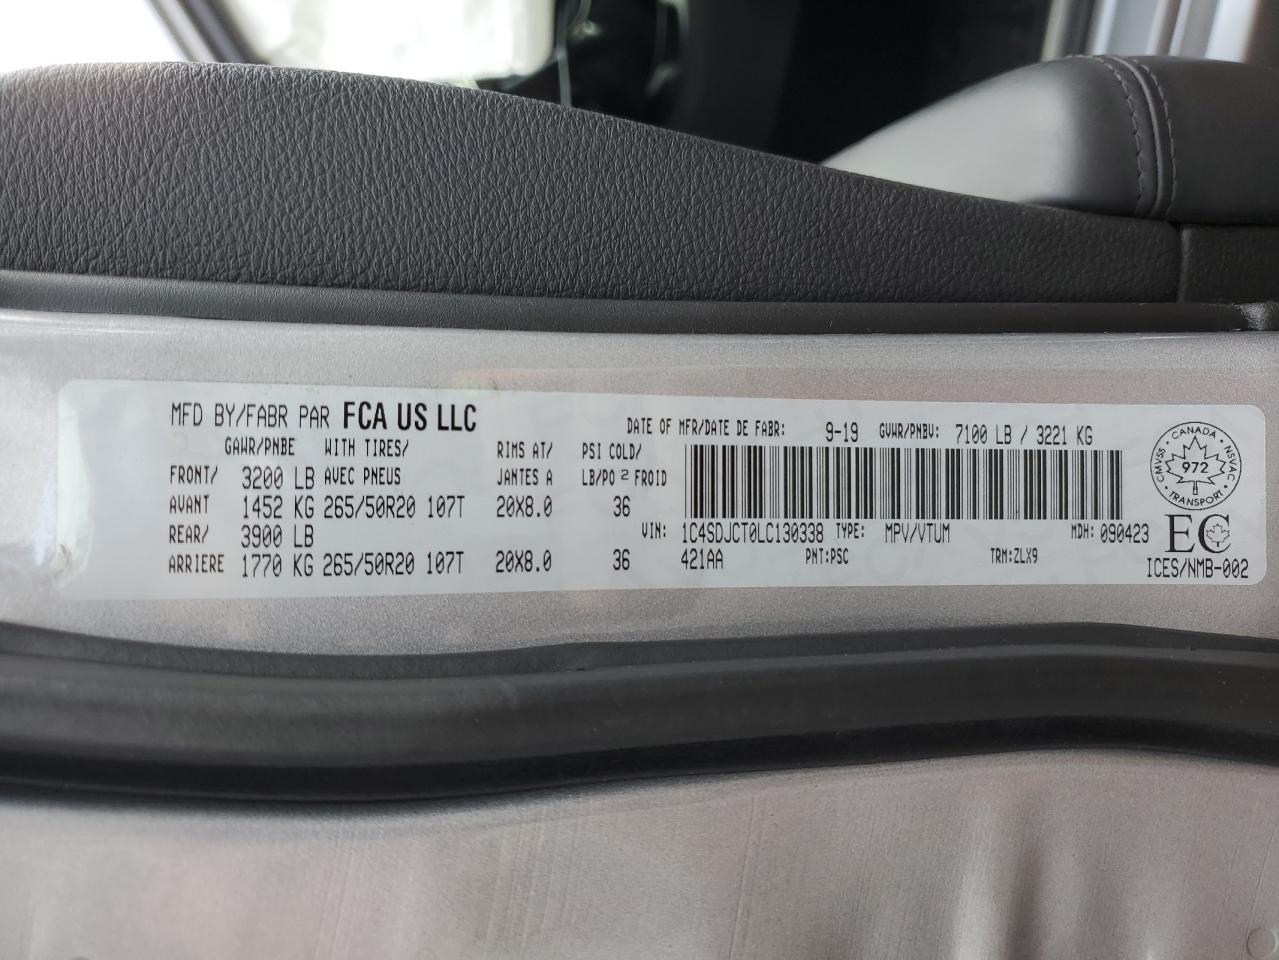 MFD BY/FABR PAR FCA US LLC DATE OF MFR/DATE DE FABR: 9-19 GVWR/PNBV: 7100 LB / 3221 KG
GAWR/PNBE WITH TIRES/ RIMS AT/ PSI COLD/
FRONT/ 3200 LB AVEC PNEUS JANTES A LB/PO2 FROID
AVANT 1452 KG 265/50R20 107T 20X8.0 36
REAR/ 3900 LB VIN: 1C4SDJCT0LC130338 TYPE: MPV/VTUM MDH: 090423
ARRIERE 1770 KG 265/50R20 107T 20X8.0 36 421AA PNT:PSC TRM:ZLX9
CANADA
CMVSS 972 NSVAC
TRANSPORT
EC
ICES/NMB-002